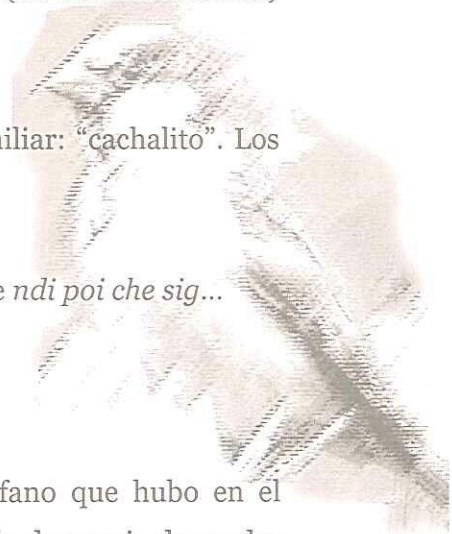 iliar: “cachalito”. Los
e ndi poi che sig...
fano que hubo en el